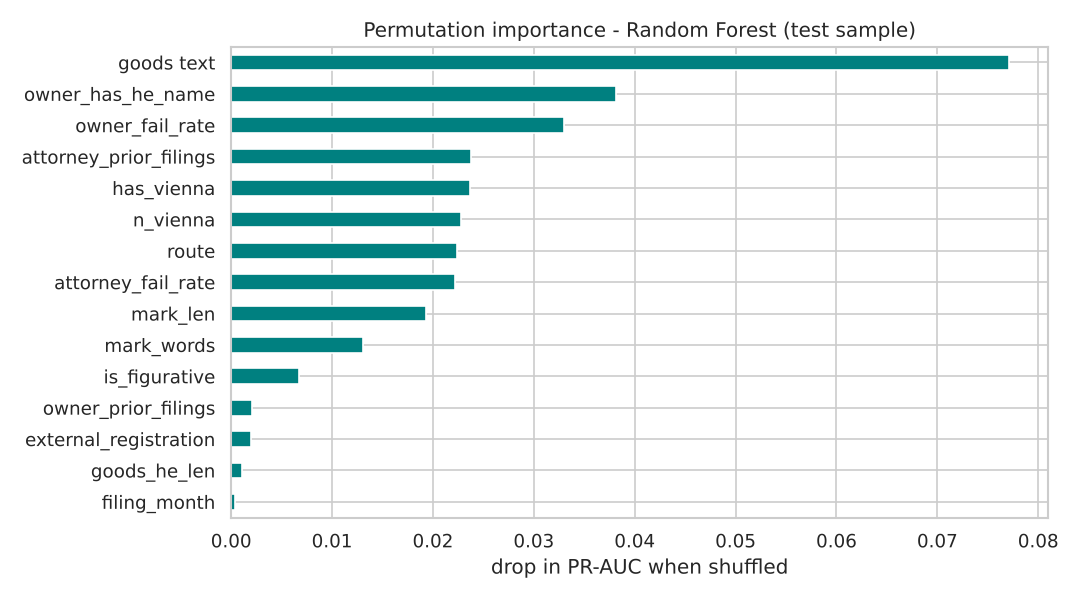 Permutation importance - Random Forest (test sample)
goods text
owner_has_he_name
owner_fail_rate
attorney_prior_filings
has_vienna
n_vienna
route
attorney_fail_rate
mark_len
mark_words
is_figurative
owner_prior_filings
external_registration
goods_he_len
filing_month
0.00 0.01 0.02 0.03 0.04 0.05 0.06 0.07 0.08
drop in PR-AUC when shuffled